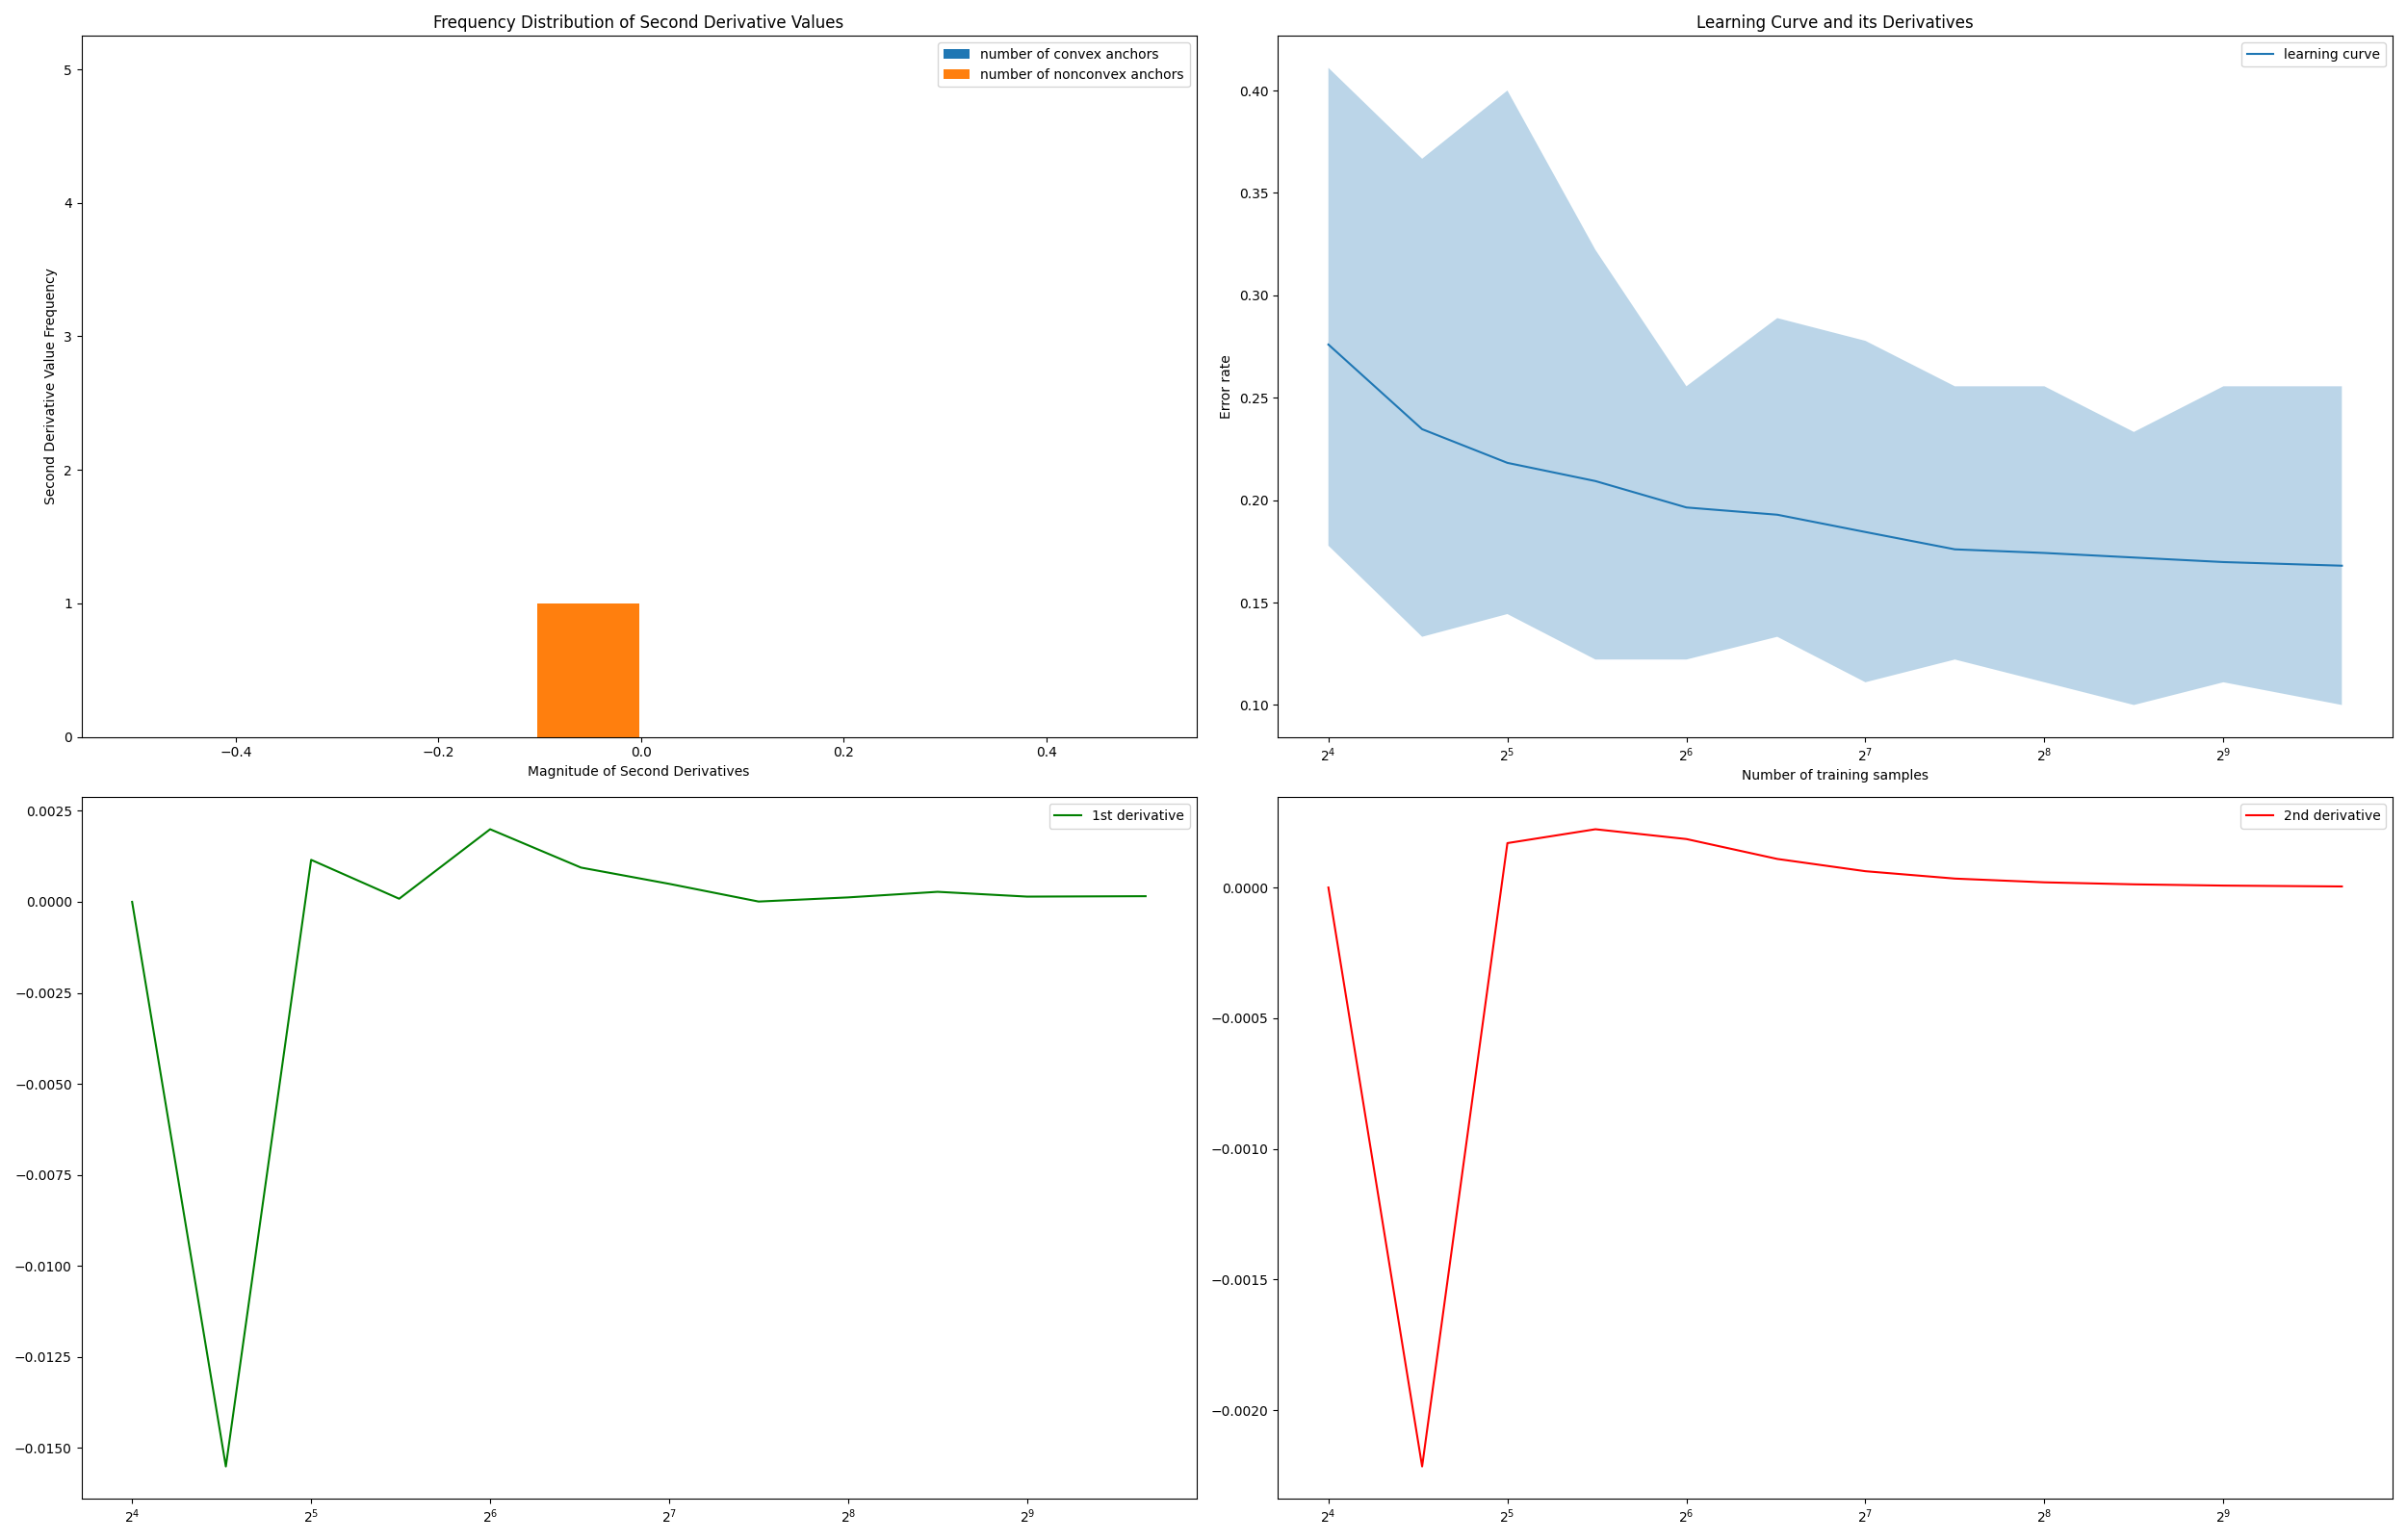 Frequency Distribution of Second Derivative Values
number of convex anchors
number of nonconvex anchors
Second Derivative Value Frequency
5
4
3
2
1
0
−0.4 −0.2 0.0 0.2 0.4
Magnitude of Second Derivatives
Learning Curve and its Derivatives
learning curve
Error rate
0.40
0.35
0.30
0.25
0.20
0.15
0.10
2⁴ 2⁵ 2⁶ 2⁷ 2⁸ 2⁹
Number of training samples
1st derivative
0.0025
0.0000
−0.0025
−0.0050
−0.0075
−0.0100
−0.0125
−0.0150
2⁴ 2⁵ 2⁶ 2⁷ 2⁸ 2⁹
2nd derivative
0.0000
−0.0005
−0.0010
−0.0015
−0.0020
2⁴ 2⁵ 2⁶ 2⁷ 2⁸ 2⁹